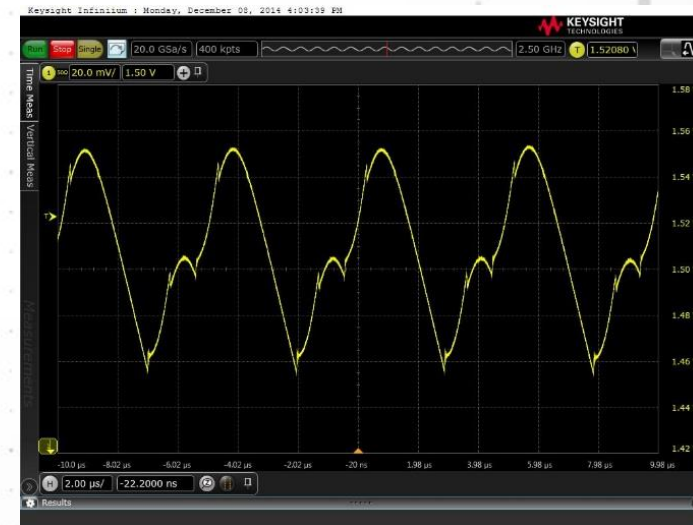 Keysight Infiniium : Monday, December 08, 2014 4:03:39 PM
KEYSIGHT
TECHNOLOGIES
Run Stop Single 20.0 GSa/s 400 kpts 2.50 GHz T 1.52080 V
1 20.0 mV/ 1.50 V
Time Meas
Vertical Meas
Measurements
1.58
1.56
1.54
T
1.52
1.50
1.48
1.46
1.44
1.42
-10.0 µs -8.02 µs -6.02 µs -4.02 µs -2.02 µs -20 ns 1.98 µs 3.98 µs 5.98 µs 7.98 µs 9.98 µs
H 2.00 µs/ -22.2000 ns
Results